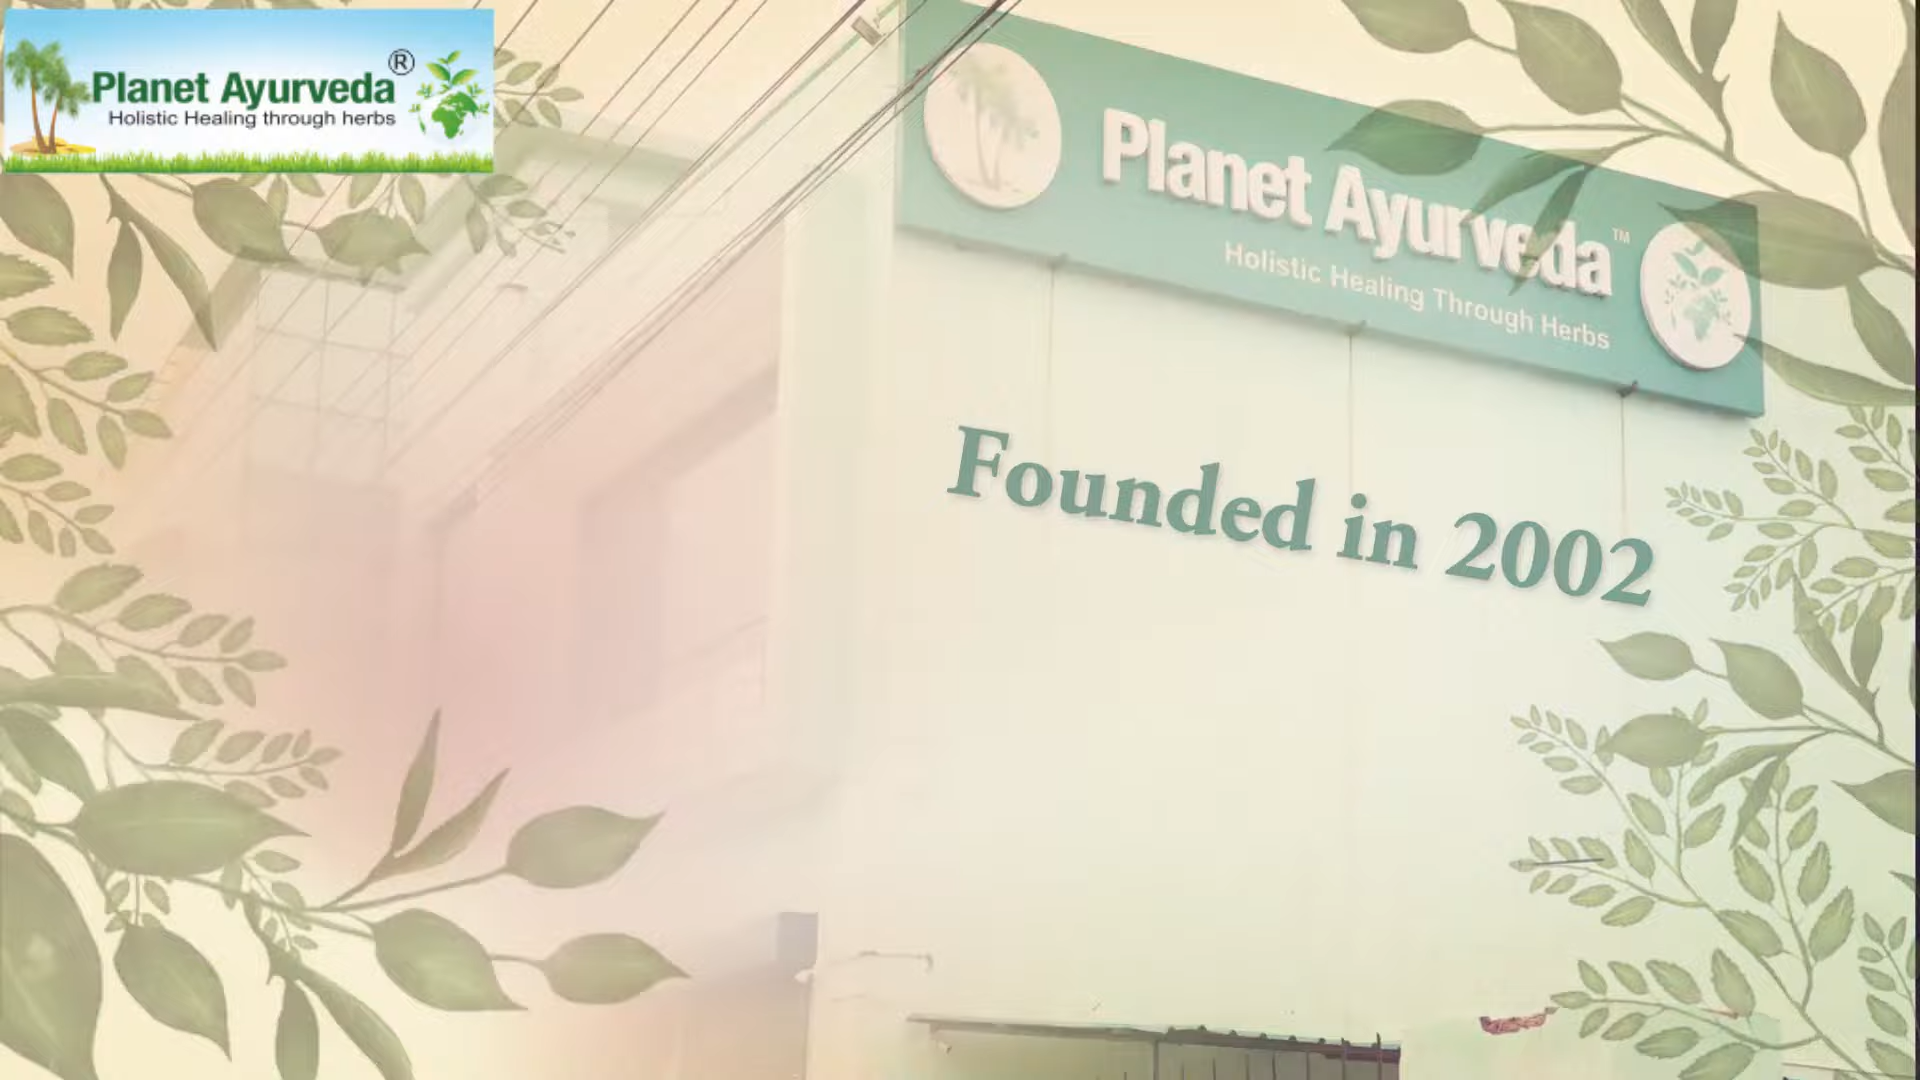 Planet Ayurveda®
Holistic Healing through herbs
Planet Ayurveda™
Holistic Healing Through Herbs
Founded in 2002